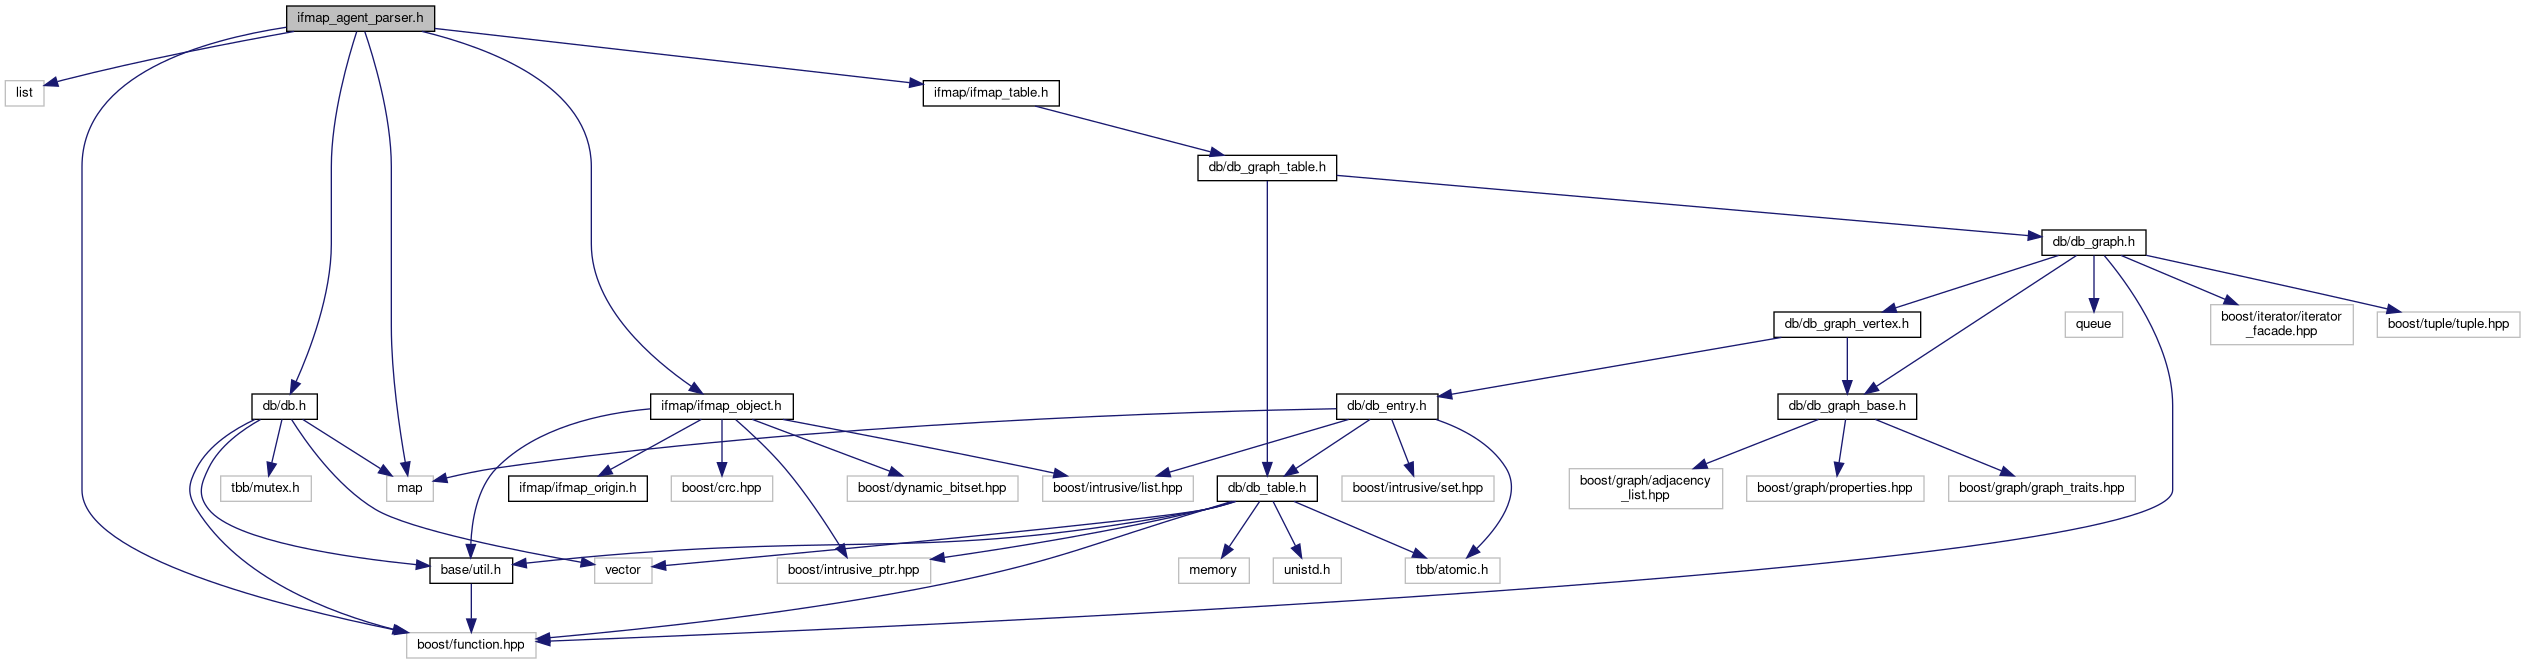 ifmap_agent_parser.h
list
ifmap/ifmap_table.h
db/db_graph_table.h
db/db_graph.h
db/db_graph_vertex.h
queue
boost/iterator/iterator
_facade.hpp
boost/tuple/tuple.hpp
db/db.h
ifmap/ifmap_object.h
db/db_entry.h
db/db_graph_base.h
tbb/mutex.h
map
ifmap/ifmap_origin.h
boost/crc.hpp
boost/dynamic_bitset.hpp
boost/intrusive/list.hpp
db/db_table.h
boost/intrusive/set.hpp
boost/graph/adjacency
_list.hpp
boost/graph/properties.hpp
boost/graph/graph_traits.hpp
base/util.h
vector
boost/intrusive_ptr.hpp
memory
unistd.h
tbb/atomic.h
boost/function.hpp